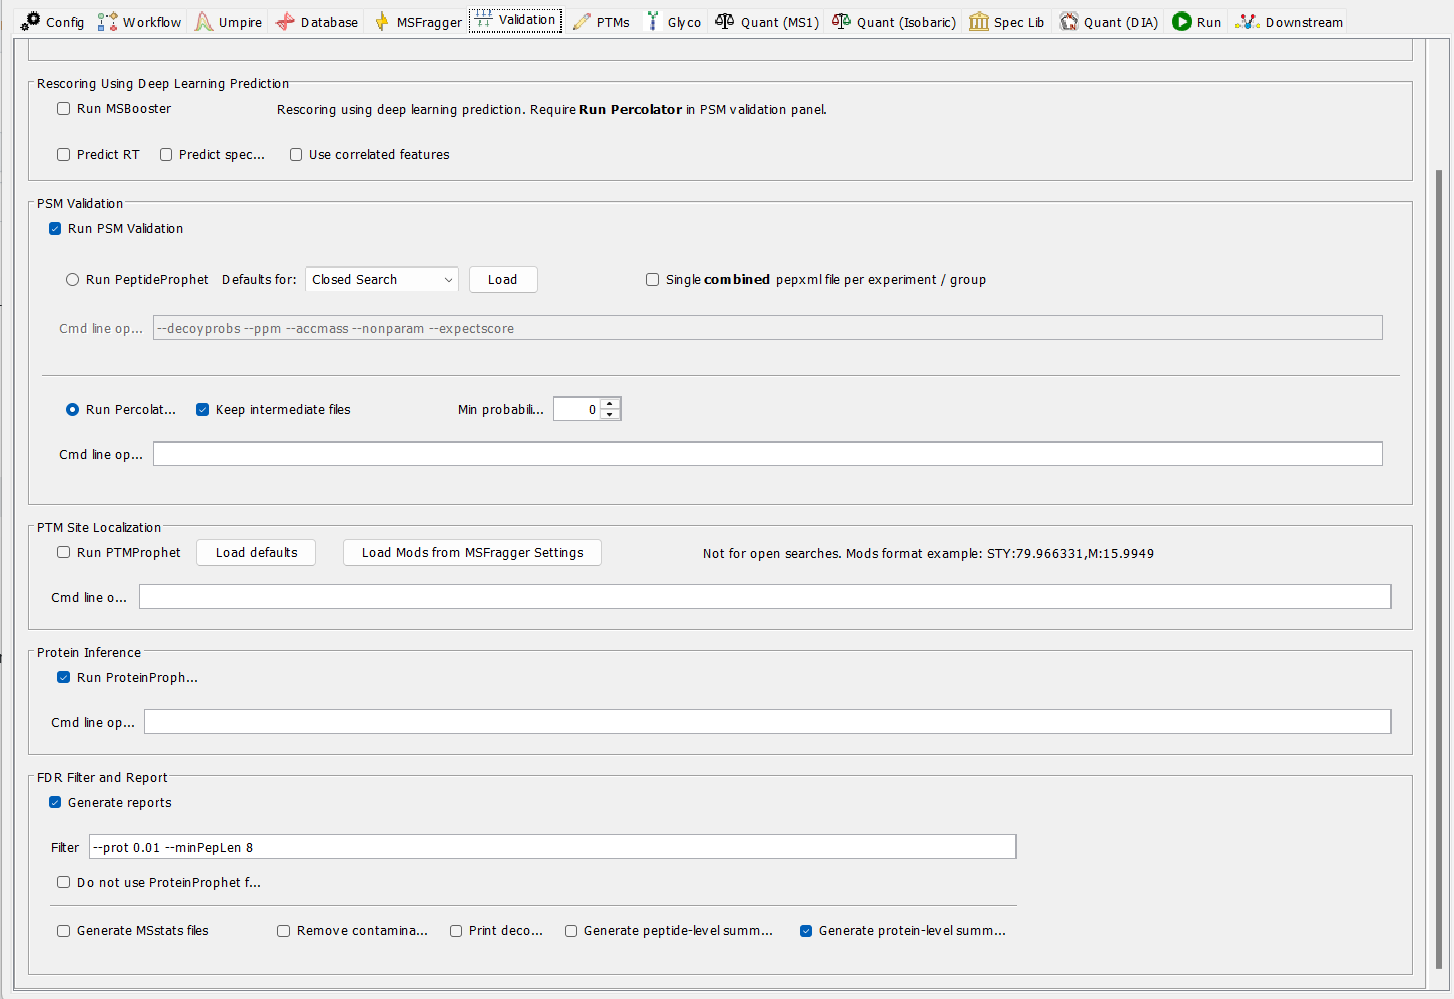 Config Workflow Umpire Database MSFragger Validation PTMs Glyco Quant (MS1) Quant (Isobaric) Spec Lib Quant (DIA) Run Downstream
Rescoring Using Deep Learning Prediction
Run MSBooster Rescoring using deep learning prediction. Require Run Percolator in PSM validation panel.
Predict RT Predict spec... Use correlated features
PSM Validation
Run PSM Validation
Run PeptideProphet Defaults for: Closed Search Load Single combined pepxml file per experiment / group
Cmd line op... --decoyprobs --ppm --accmass --nonparam --expectscore
Run Percolat... Keep intermediate files Min probabili... 0
Cmd line op...
PTM Site Localization
Run PTMProphet Load defaults Load Mods from MSFragger Settings Not for open searches. Mods format example: STY:79.966331,M:15.9949
Cmd line o...
Protein Inference
Run ProteinProph...
Cmd line op...
FDR Filter and Report
Generate reports
Filter --prot 0.01 --minPepLen 8
Do not use ProteinProphet f...
Generate MSstats files Remove contamina... Print deco... Generate peptide-level summ... Generate protein-level summ...